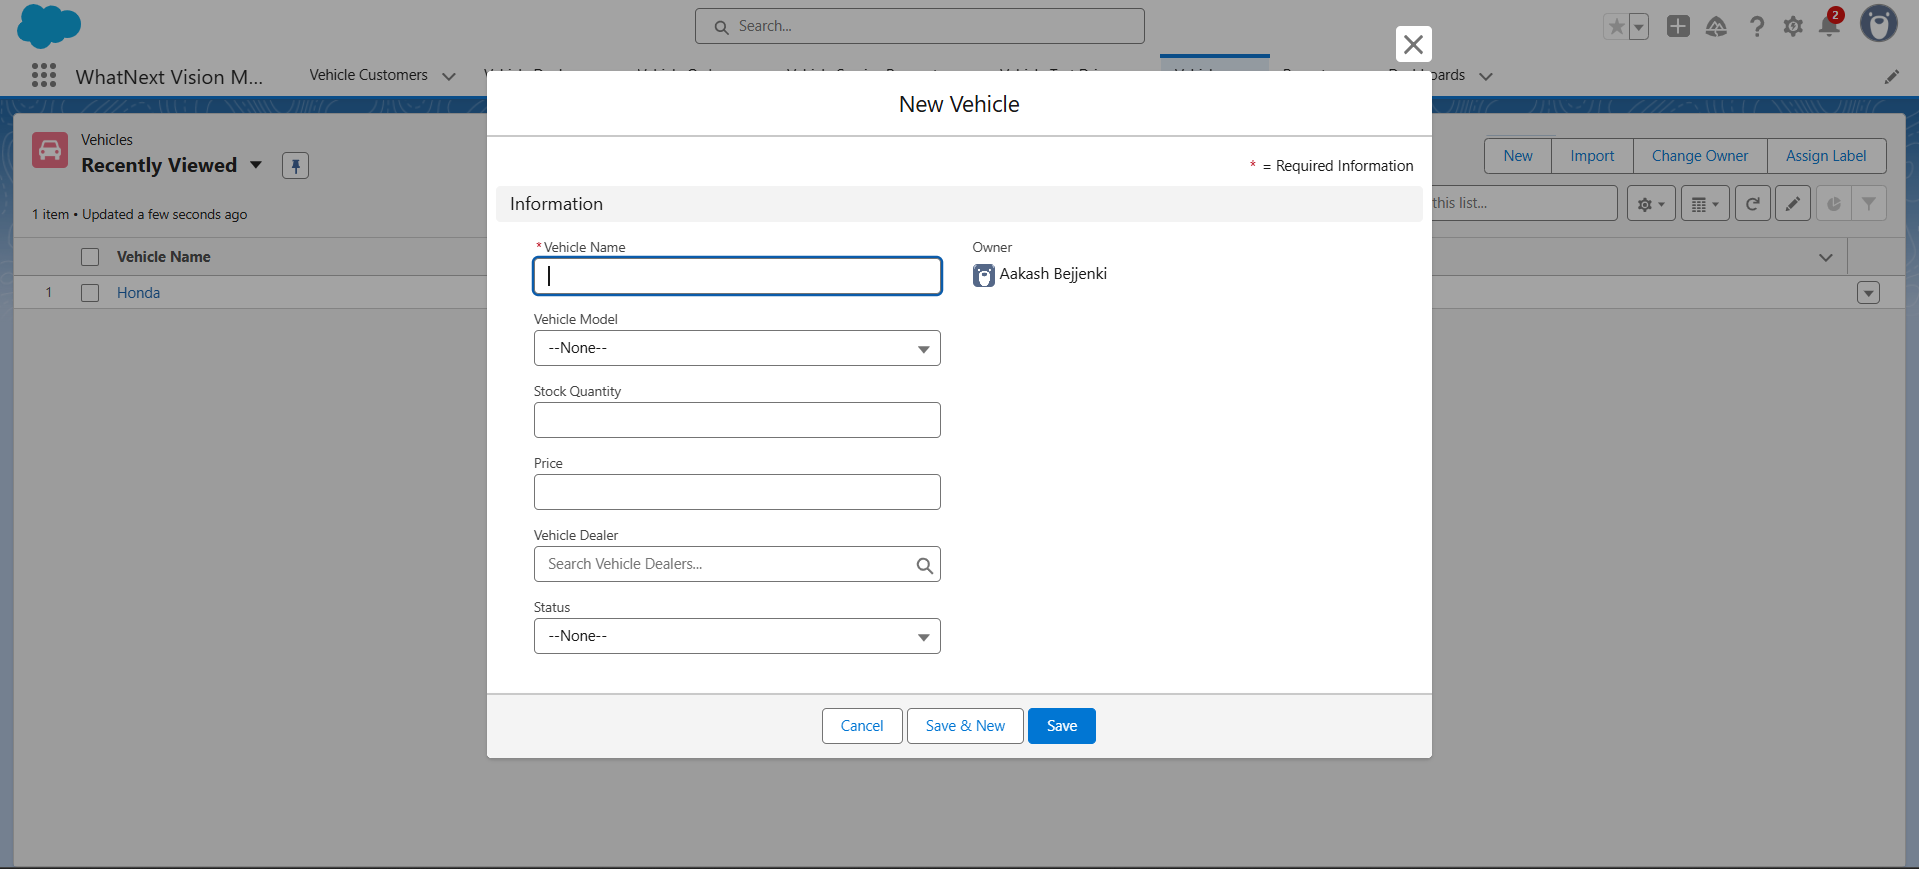 Search...
2
WhatNext Vision M...
Vehicle Customers
Vehicles
Recently Viewed
New
Import
Change Owner
Assign Label
1 item • Updated a few seconds ago
this list...
Vehicle Name
1
Honda
New Vehicle
* = Required Information
Information
*Vehicle Name
Owner
Aakash Bejjenki
Vehicle Model
--None--
Stock Quantity
Price
Vehicle Dealer
Search Vehicle Dealers...
Status
--None--
Cancel
Save & New
Save